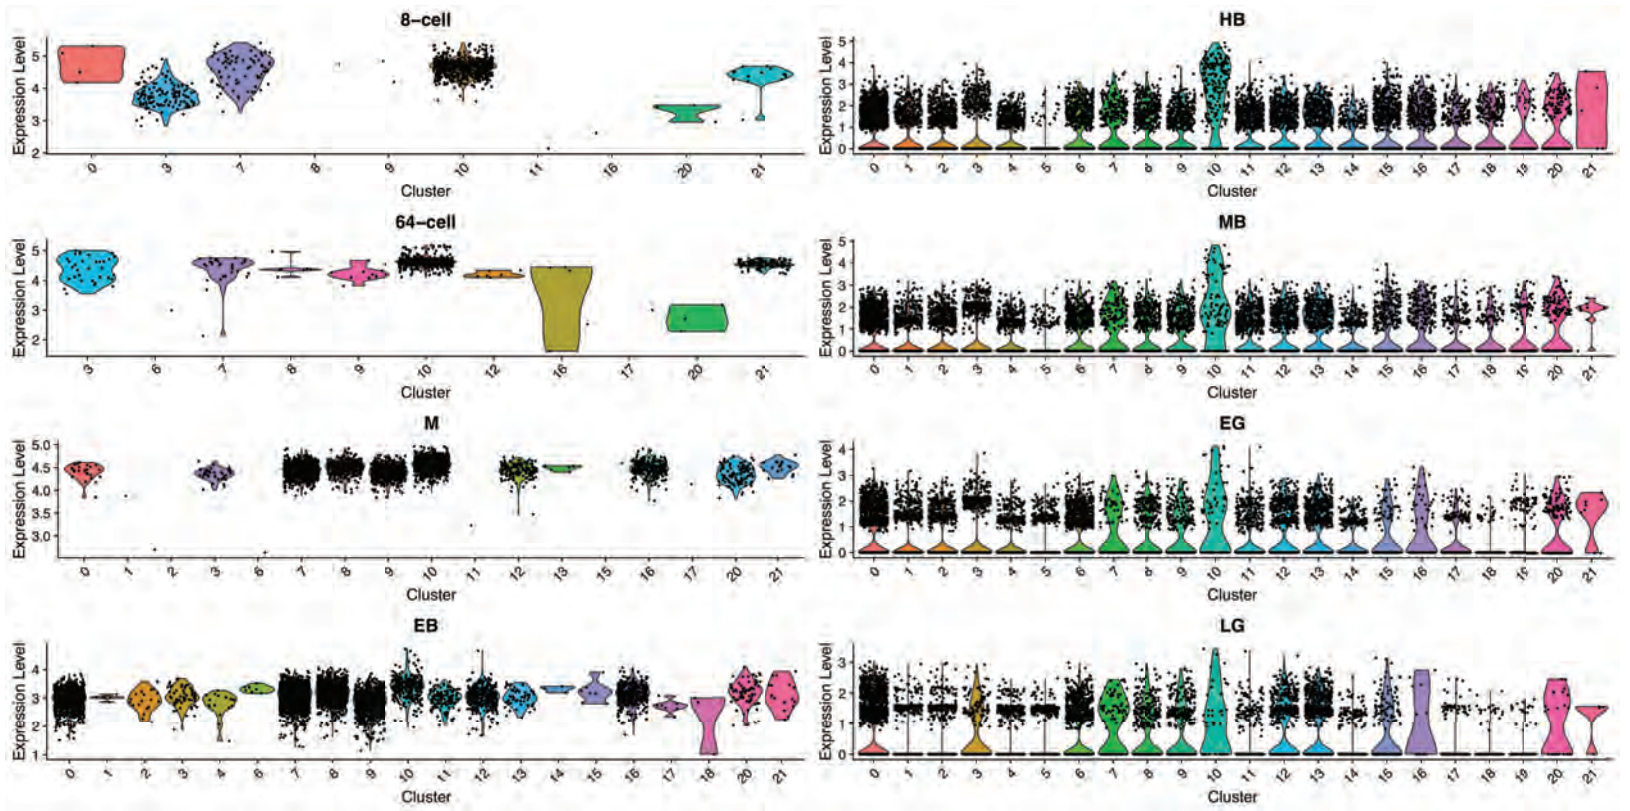 8−cell
Expression Level
5
4
3
2
0 3 7 8 9 10 11 16 20 21
Cluster
64−cell
Expression Level
5
4
3
2
3 6 7 8 9 10 12 16 17 20 21
Cluster
M
Expression Level
5.0
4.5
4.0
3.5
3.0
0 1 2 3 6 7 8 9 10 11 12 13 16 17 20 21
Cluster
EB
Expression Level
4
3
2
1
0 1 2 3 4 6 7 8 9 10 11 12 13 14 15 16 17 18 20 21
Cluster
HB
Expression Level
5
4
3
2
1
0
0 1 2 3 4 5 6 7 8 9 10 11 12 13 14 15 16 17 18 19 20 21
Cluster
MB
Expression Level
5
4
3
2
1
0
0 1 2 3 4 5 6 7 8 9 10 11 12 13 14 15 16 17 18 19 20 21
Cluster
EG
Expression Level
4
3
2
1
0
0 1 2 3 4 5 6 7 8 9 10 11 12 13 14 15 16 17 18 19 20 21
Cluster
LG
Expression Level
3
2
1
0
0 1 2 3 4 5 6 7 8 9 10 11 12 13 14 15 16 17 18 19 20 21
Cluster